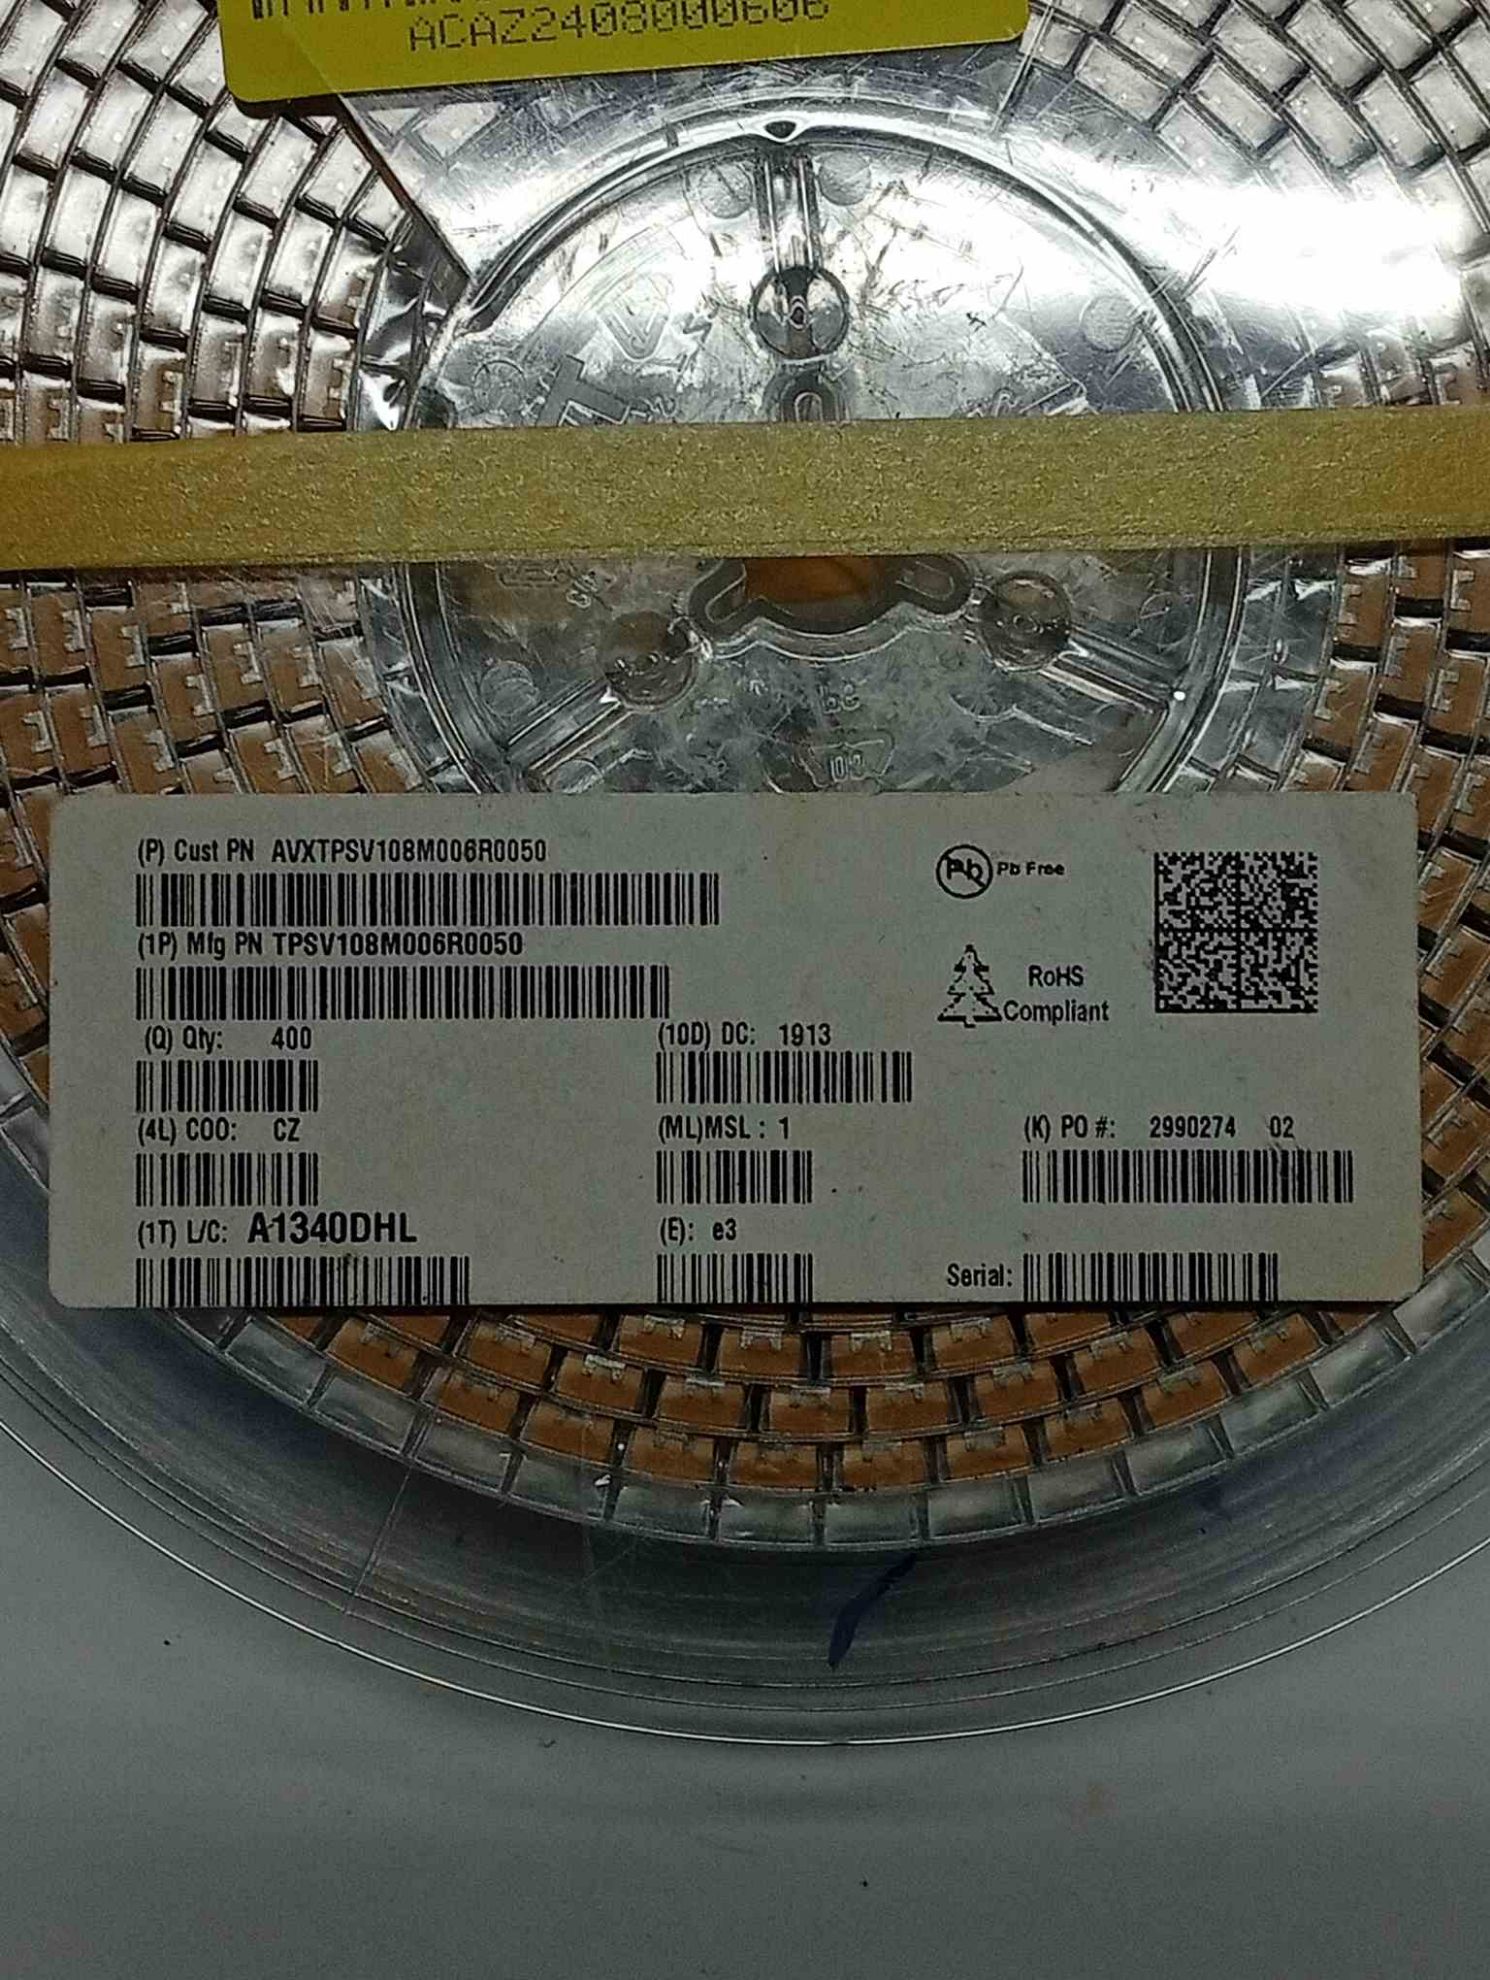 ACAZ2408000606
(P) Cust PN AVXTPSV108M006R0050
Pb Pb Free
(1P) Mfg PN TPSV108M006R0050
RoHS
Compliant
(Q) Qty: 400
(10D) DC: 1913
(4L) COO: CZ
(ML)MSL : 1
(K) PO #: 2990274 02
(1T) L/C: A1340DHL
(E): e3
Serial: